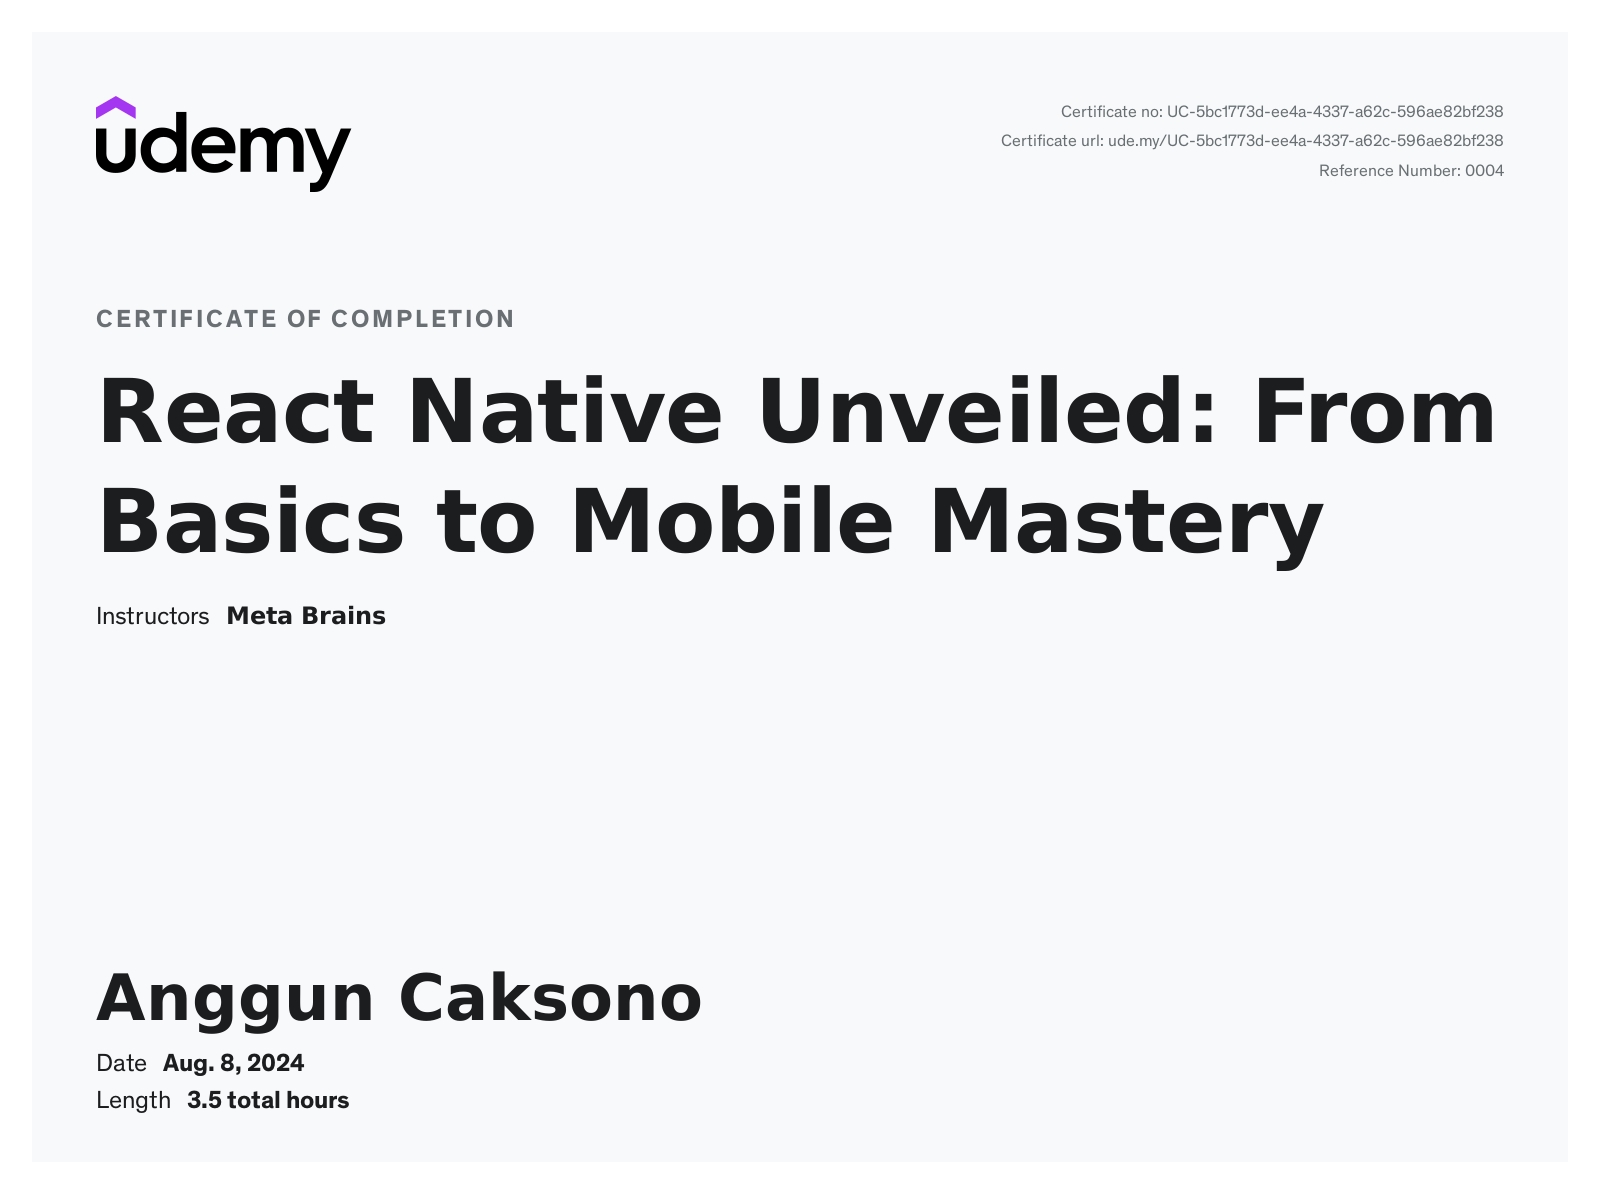 udemy
Certificate no: UC-5bc1773d-ee4a-4337-a62c-596ae82bf238
Certificate url: ude.my/UC-5bc1773d-ee4a-4337-a62c-596ae82bf238
Reference Number: 0004
CERTIFICATE OF COMPLETION
React Native Unveiled: From
Basics to Mobile Mastery
Instructors Meta Brains
Anggun Caksono
Date Aug. 8, 2024
Length 3.5 total hours